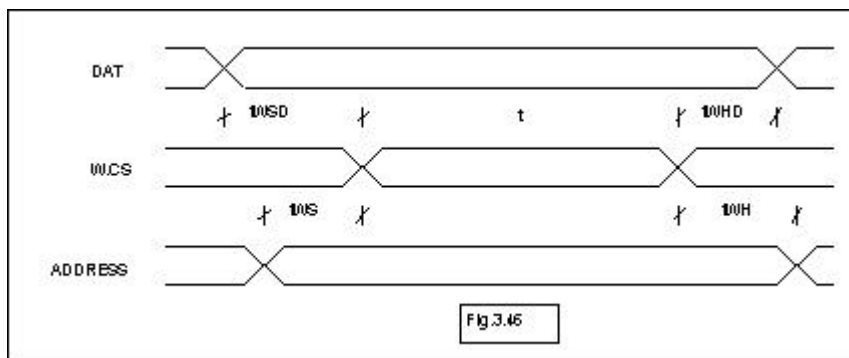 DAT
tWSD t tWHD
W.CS
tWS tWH
ADDRESS
Fig.3.46